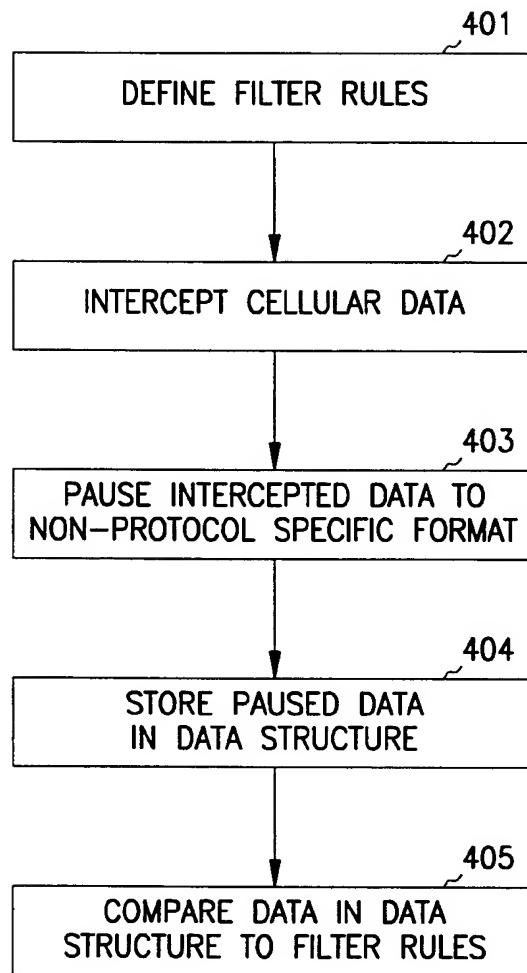 401
DEFINE FILTER RULES
402
INTERCEPT CELLULAR DATA
403
PAUSE INTERCEPTED DATA TO
NON-PROTOCOL SPECIFIC FORMAT
404
STORE PAUSED DATA
IN DATA STRUCTURE
405
COMPARE DATA IN DATA
STRUCTURE TO FILTER RULES